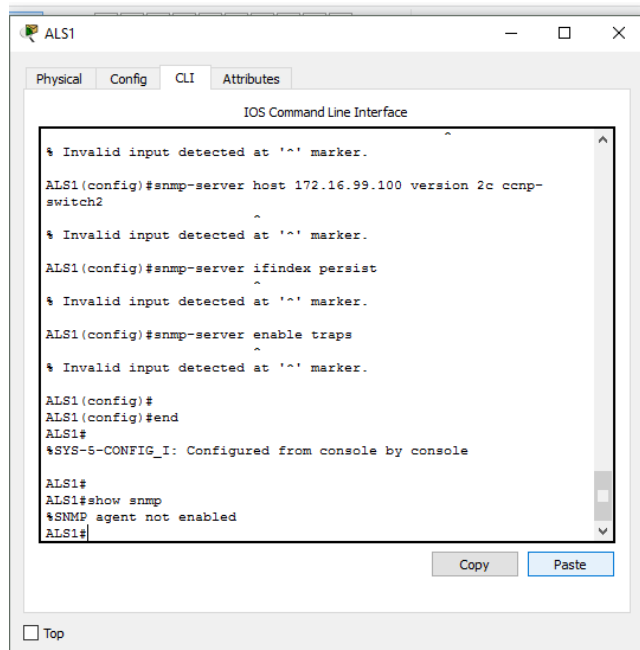 ALS1
Physical Config CLI Attributes
IOS Command Line Interface
^
% Invalid input detected at '^' marker.
ALS1(config)#snmp-server host 172.16.99.100 version 2c ccnp-
switch2
^
% Invalid input detected at '^' marker.
ALS1(config)#snmp-server ifindex persist
^
% Invalid input detected at '^' marker.
ALS1(config)#snmp-server enable traps
^
% Invalid input detected at '^' marker.
ALS1(config)#
ALS1(config)#end
ALS1#
%SYS-5-CONFIG_I: Configured from console by console
ALS1#
ALS1#show snmp
%SNMP agent not enabled
ALS1#
Copy Paste
Top